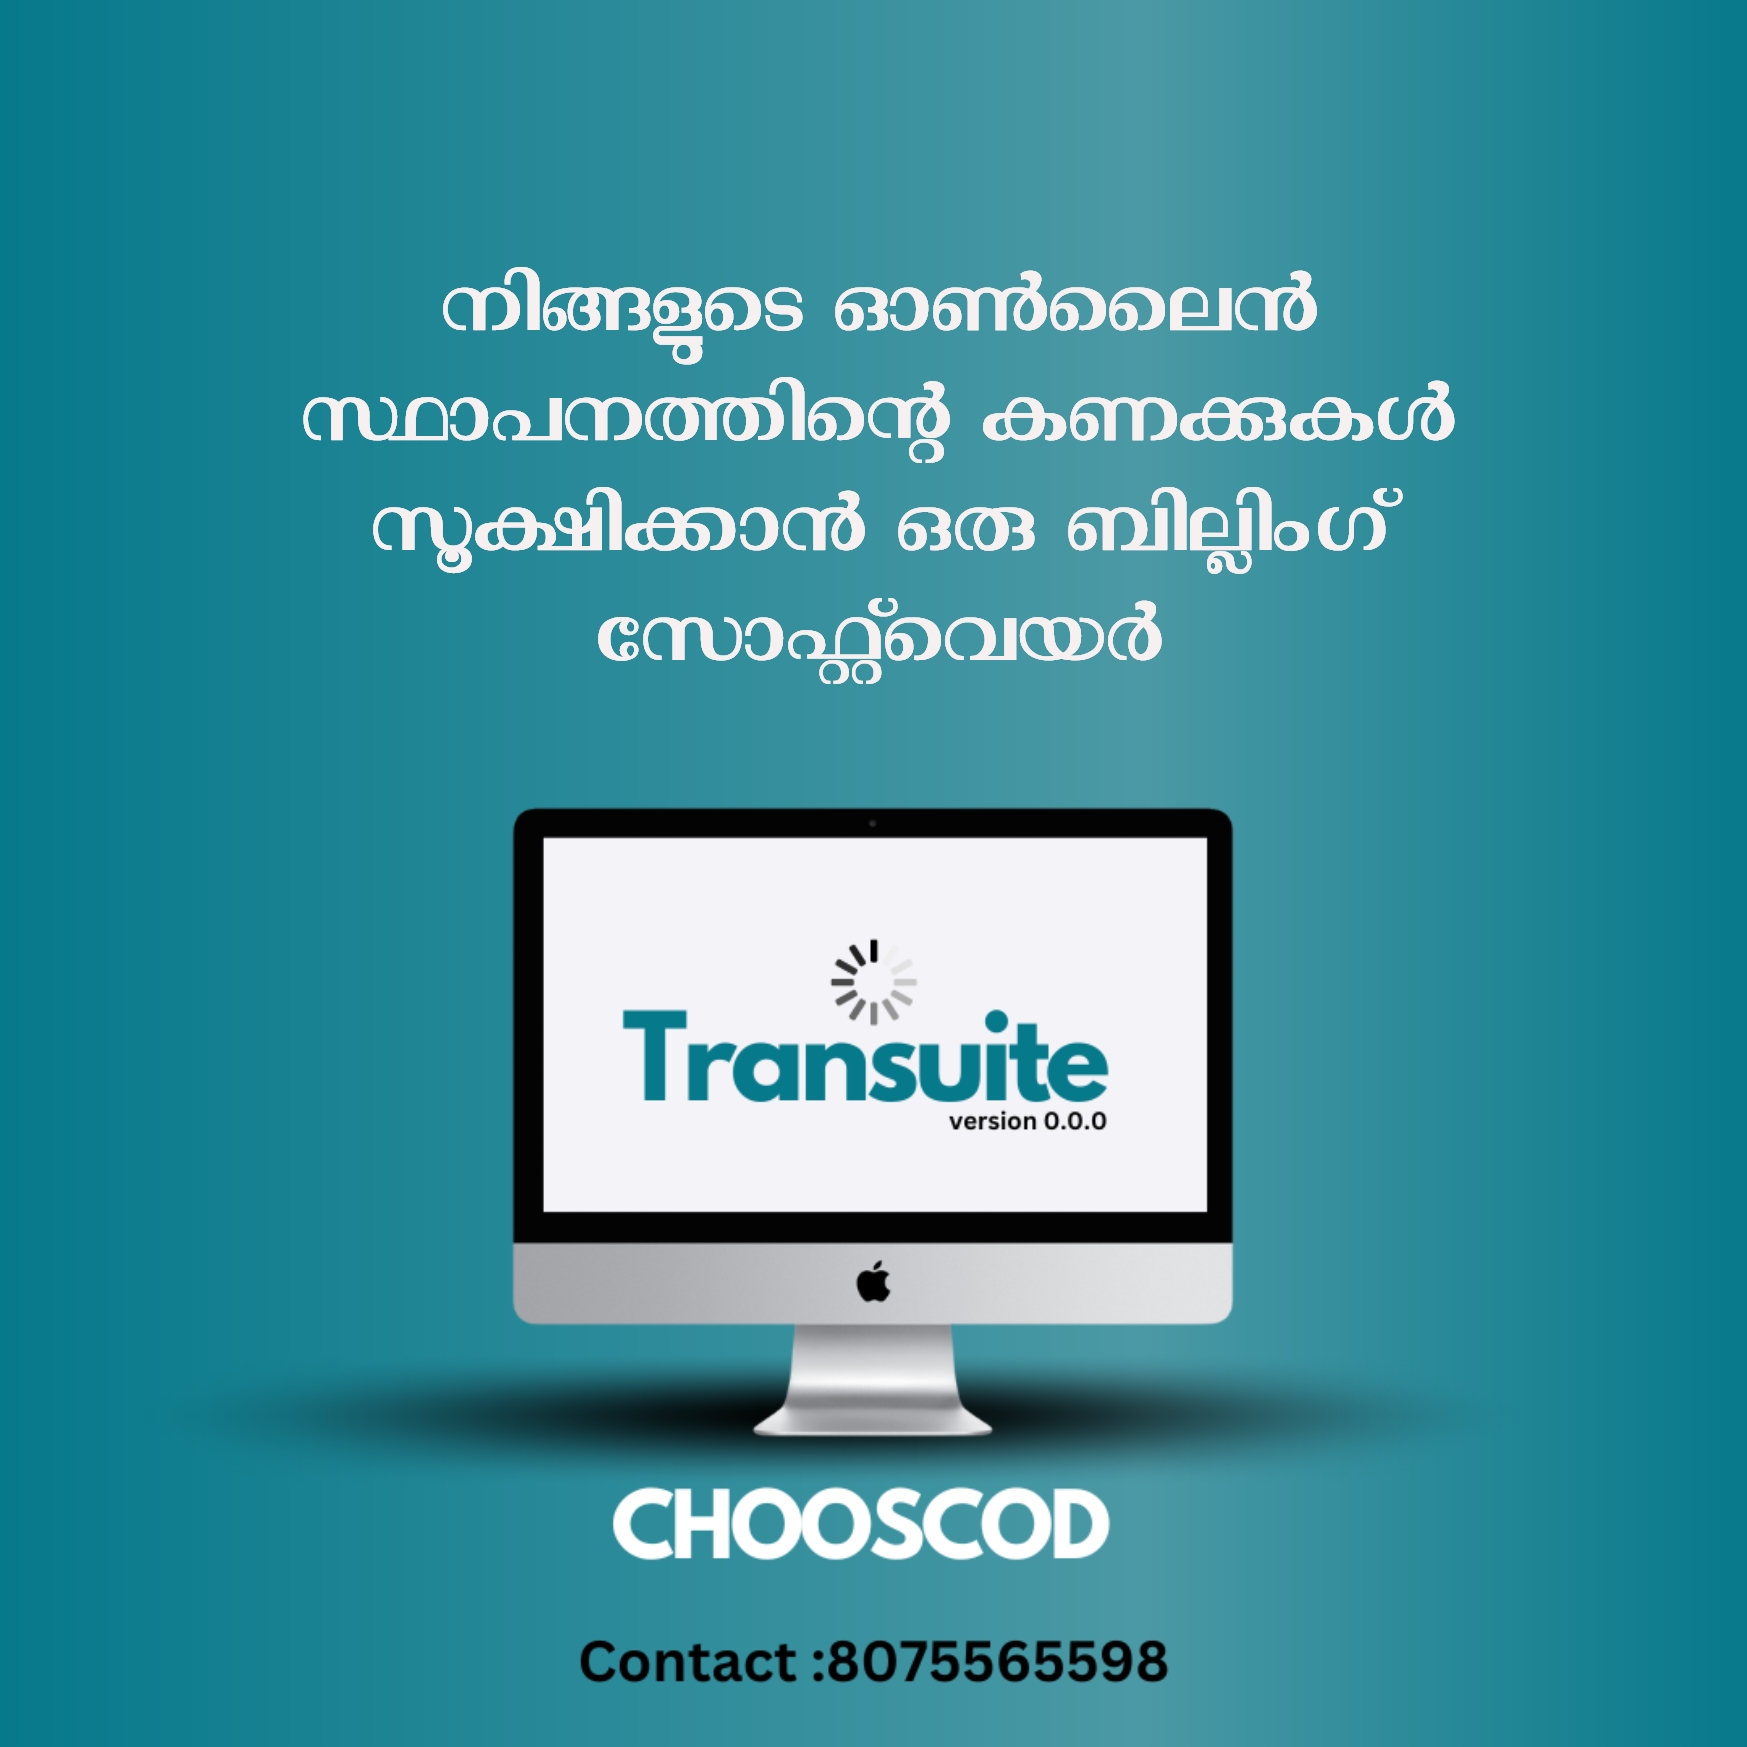 നിങ്ങളുടെ ഓൺലൈൻ
സ്ഥാപനത്തിന്റെ കണക്കുകൾ
സൂക്ഷിക്കാൻ ഒരു ബില്ലിംഗ്
സോഫ്റ്റ്‌വെയർ
Transuite
version 0.0.0
CHOOSCOD
Contact :8075565598